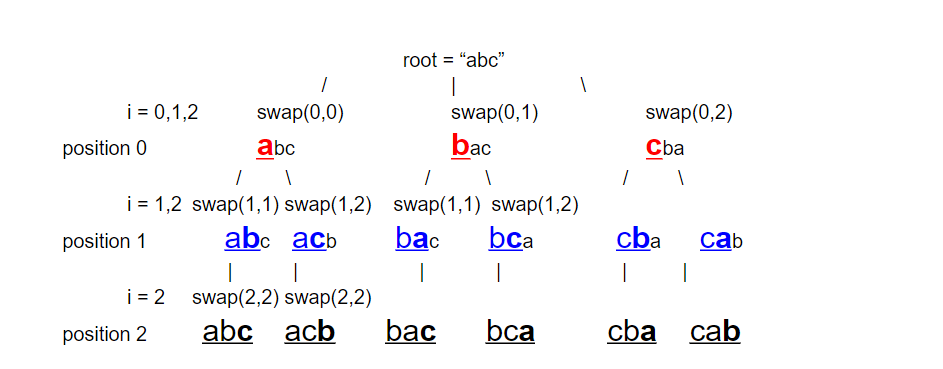 root = “abc”
/ | \
i = 0,1,2 swap(0,0) swap(0,1) swap(0,2)
position 0 abc bac cba
/ \ / \ / \
i = 1,2 swap(1,1) swap(1,2) swap(1,1) swap(1,2)
position 1 abc acb bac bca cba cab
| | | | | |
i = 2 swap(2,2) swap(2,2)
position 2 abc acb bac bca cba cab